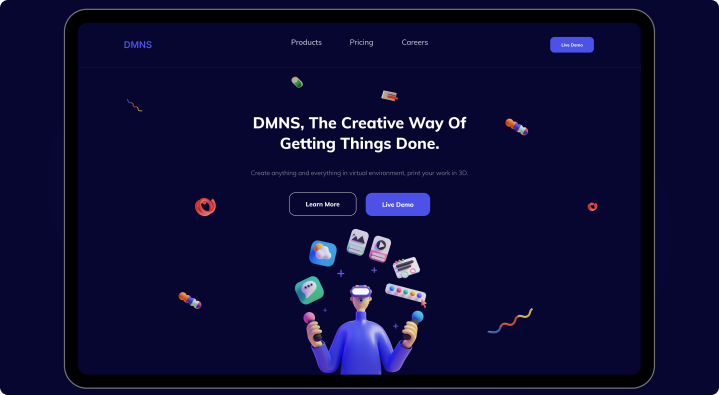 DMNS
Products Pricing Careers
Live Demo
DMNS, The Creative Way Of
Getting Things Done.
Create anything and everything in virtual environment, print your work in 3D.
Learn More
Live Demo